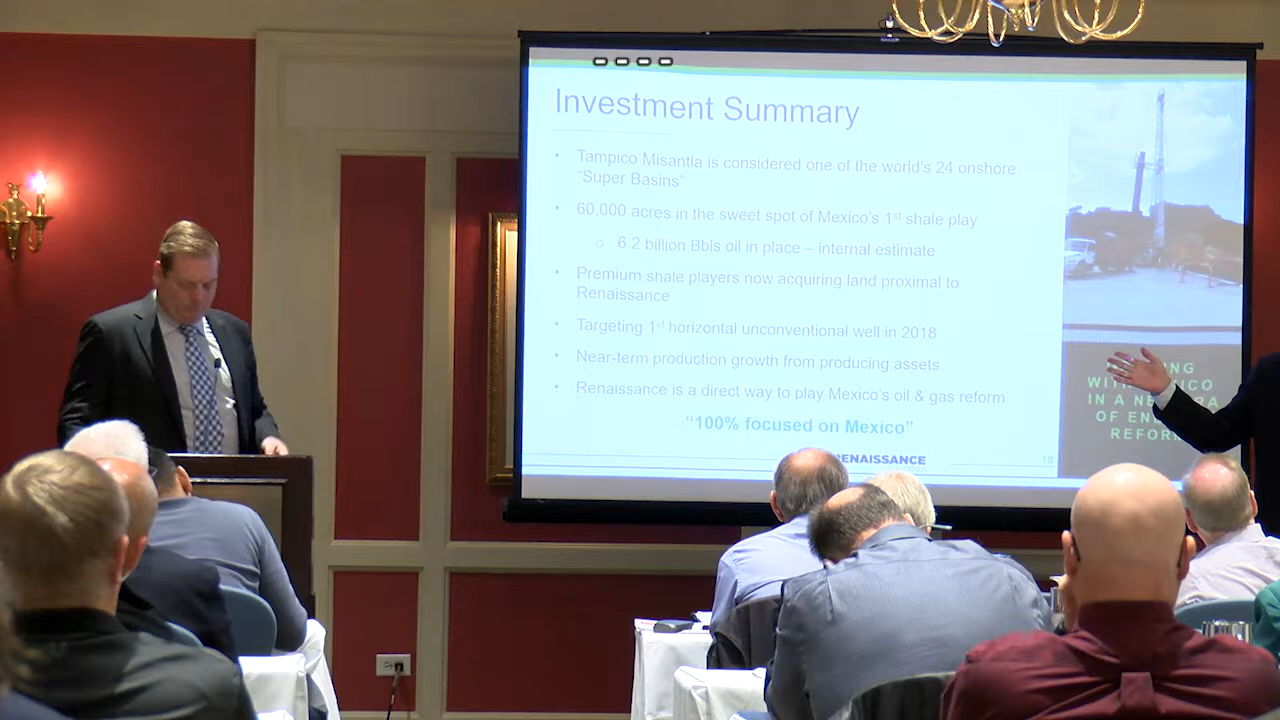 Investment Summary
• Tampico Misantla is considered one of the world's 24 onshore
"Super Basins"
• 60,000 acres in the sweet spot of Mexico's 1st shale play
○ 6.2 billion Bbls oil in place – internal estimate
• Premium shale players now acquiring land proximal to
Renaissance
• Targeting 1st horizontal unconventional well in 2018
• Near-term production growth from producing assets
• Renaissance is a direct way to play Mexico's oil & gas reform
"100% focused on Mexico"
RENAISSANCE
IN A
OF